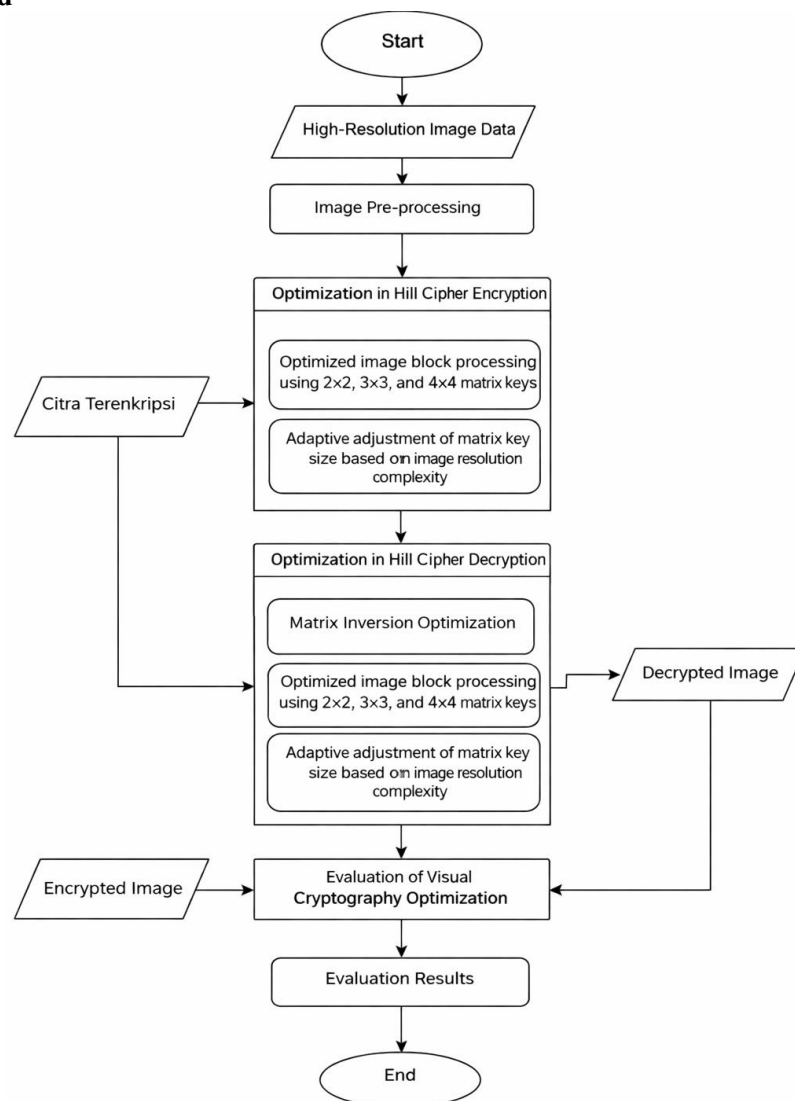 d
Start
High-Resolution Image Data
Image Pre-processing
Optimization in Hill Cipher Encryption
Optimized image block processing
using 2×2, 3×3, and 4×4 matrix keys
Citra Terenkripsi
Adaptive adjustment of matrix key
size based on image resolution
complexity
Optimization in Hill Cipher Decryption
Matrix Inversion Optimization
Optimized image block processing
using 2×2, 3×3, and 4×4 matrix keys
Decrypted Image
Adaptive adjustment of matrix key
size based on image resolution
complexity
Encrypted Image
Evaluation of Visual
Cryptography Optimization
Evaluation Results
End